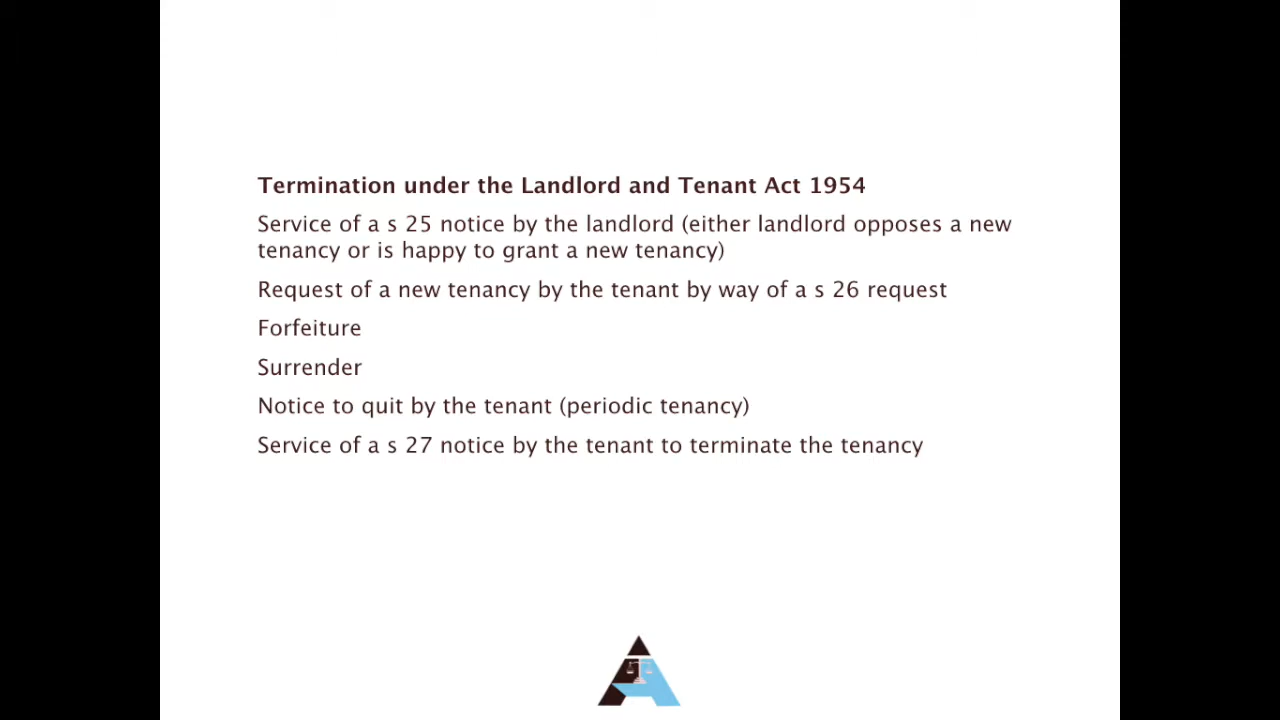 Termination under the Landlord and Tenant Act 1954
Service of a s 25 notice by the landlord (either landlord opposes a new
tenancy or is happy to grant a new tenancy)
Request of a new tenancy by the tenant by way of a s 26 request
Forfeiture
Surrender
Notice to quit by the tenant (periodic tenancy)
Service of a s 27 notice by the tenant to terminate the tenancy